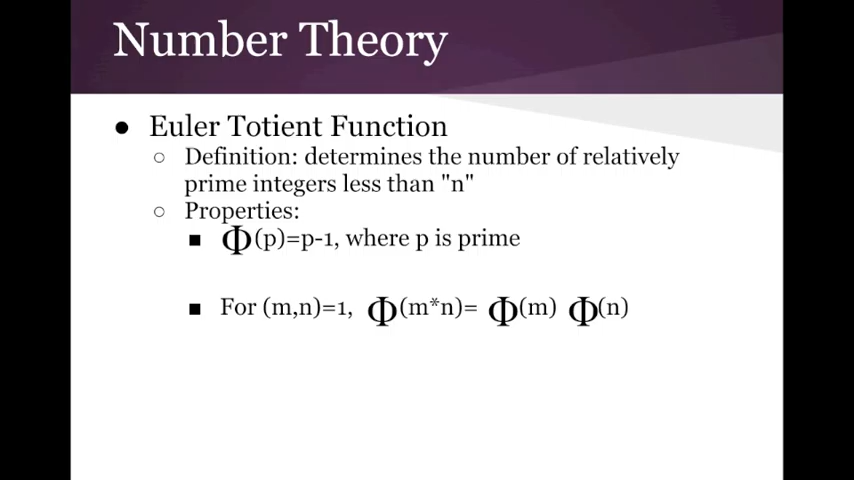 Number Theory
● Euler Totient Function
○ Definition: determines the number of relatively
prime integers less than "n"
○ Properties:
■ Φ(p)=p-1, where p is prime
■ For (m,n)=1, Φ(m*n)= Φ(m) Φ(n)